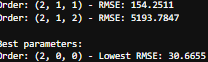 Order: (2, 1, 1) - RMSE: 154.2511
Order: (2, 1, 2) - RMSE: 5193.7847
Best parameters:
Order: (2, 0, 0) - Lowest RMSE: 30.6655